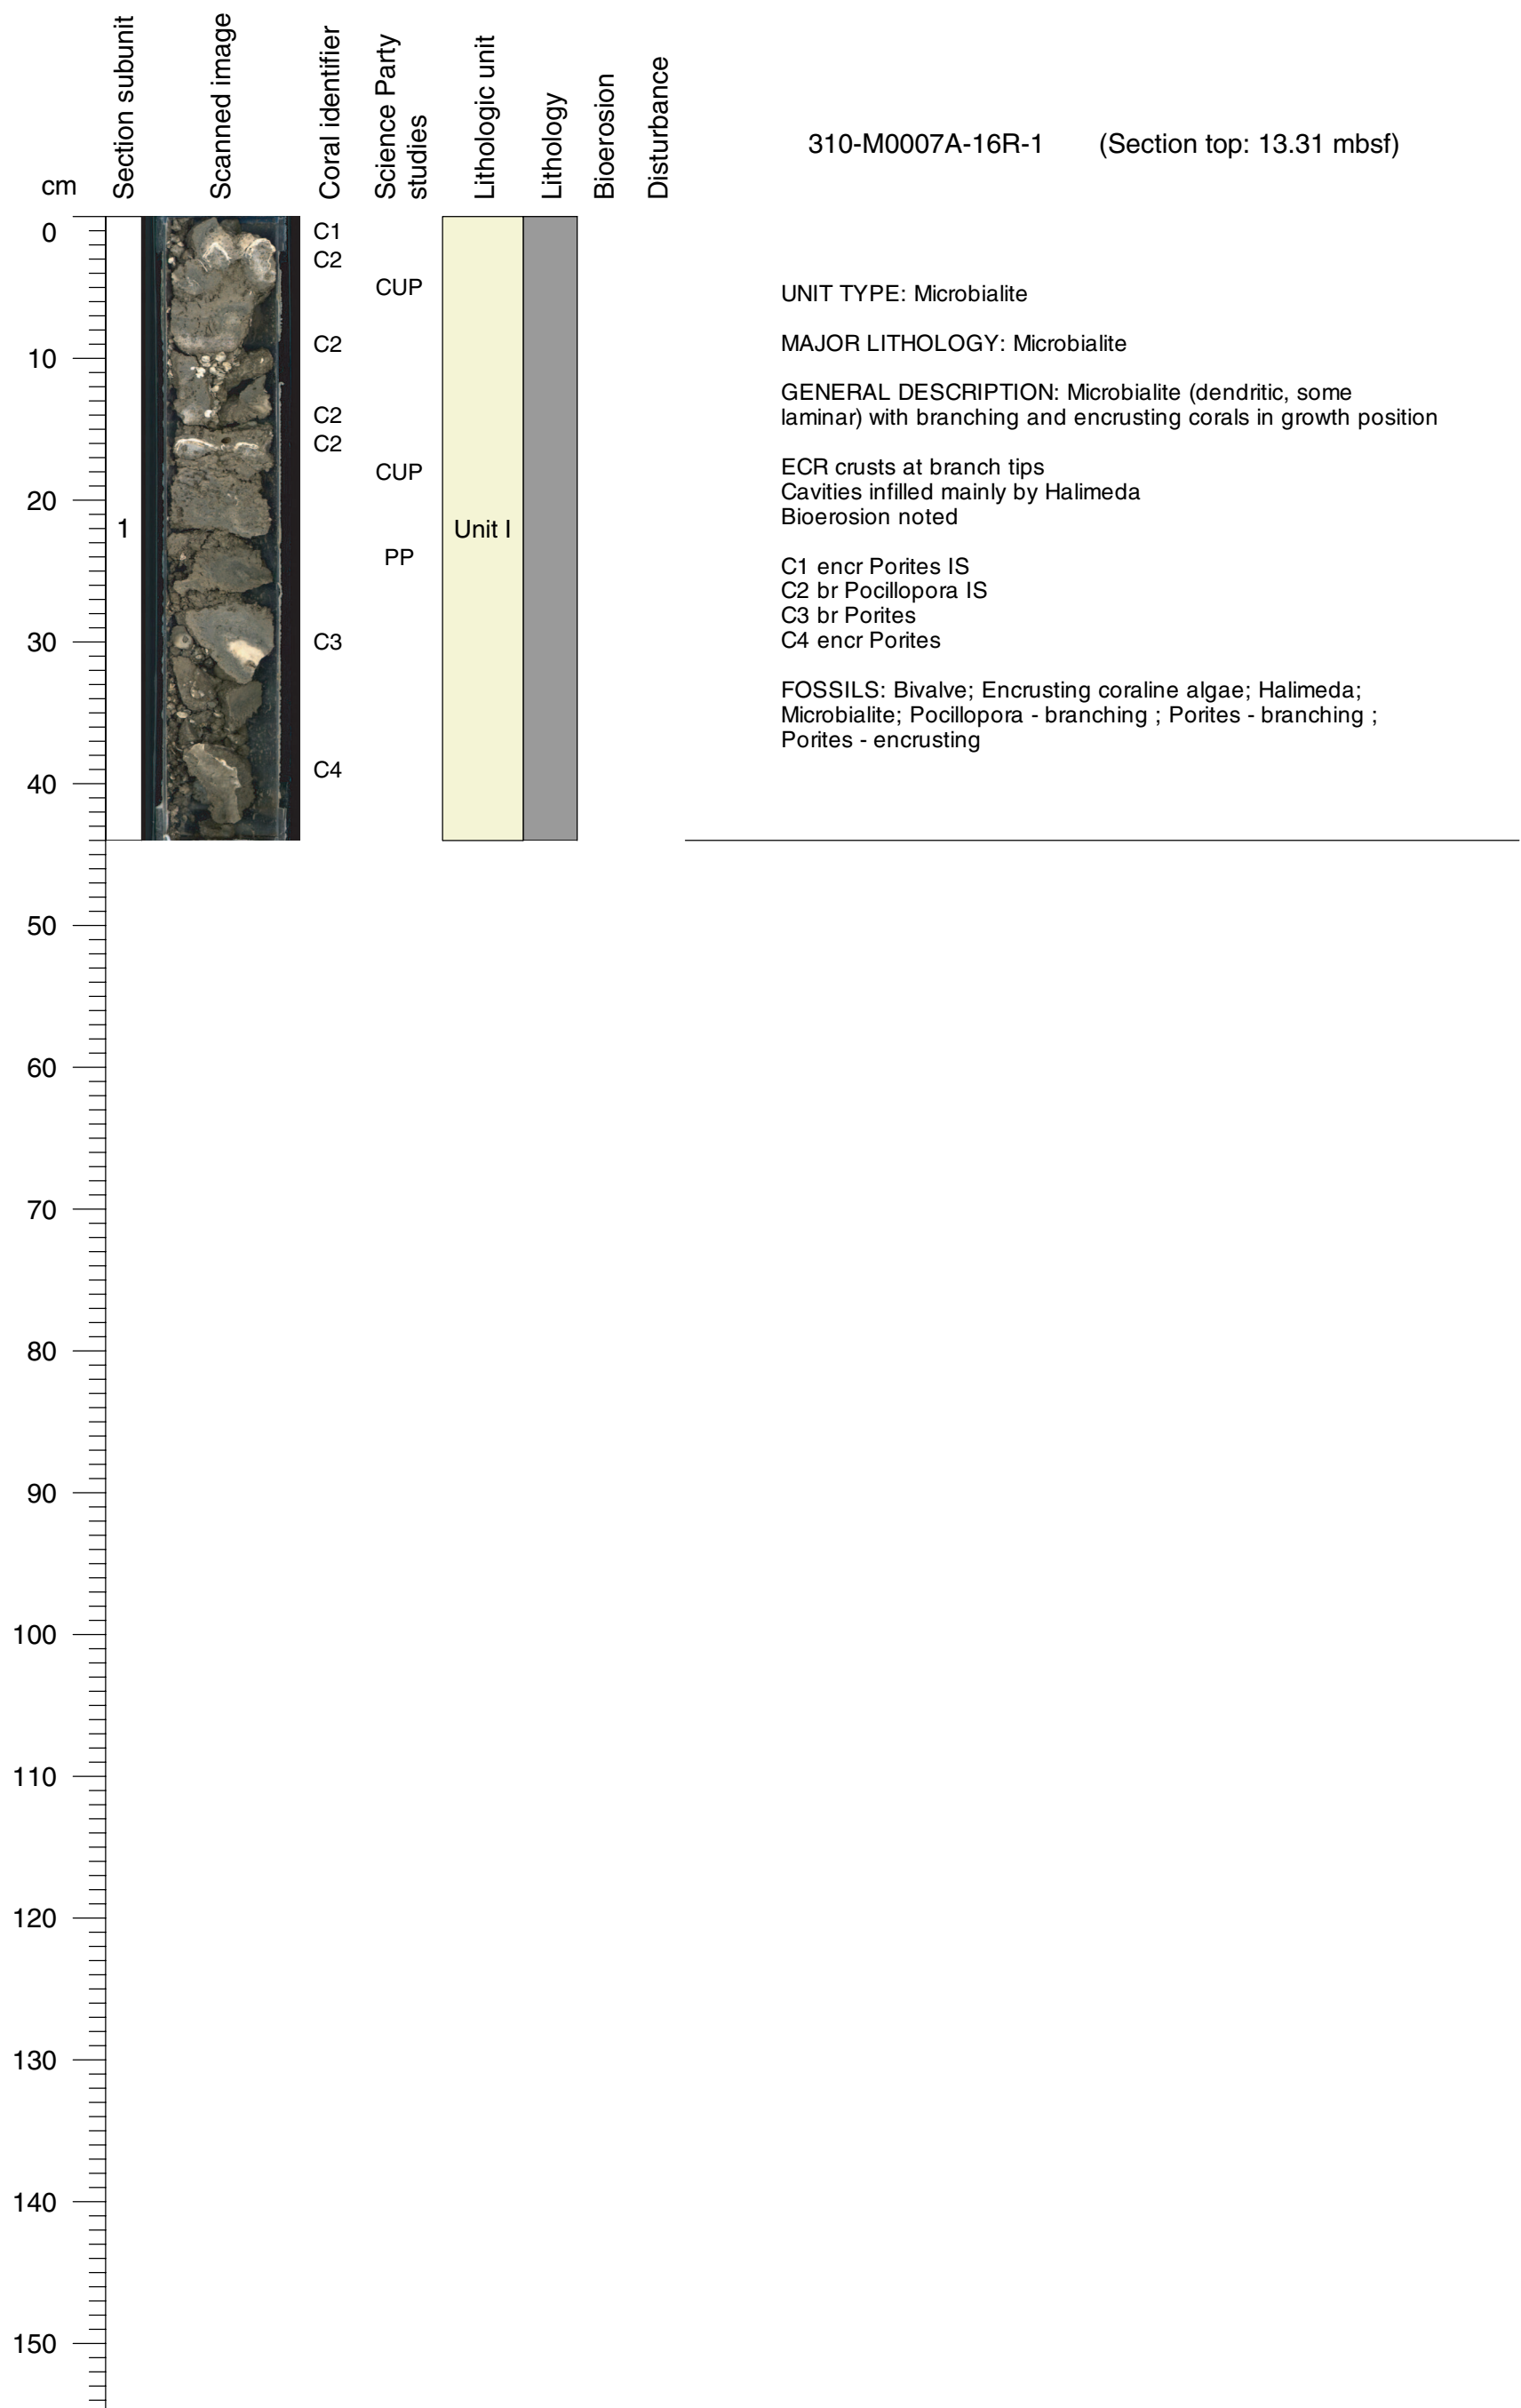 Section subunit
Scanned image
Coral identifier
Science Party
studies
Lithologic unit
Lithology
Bioerosion
Disturbance
310-M0007A-16R-1 (Section top: 13.31 mbsf)
cm
0
10
20
30
40
50
60
70
80
90
100
110
120
130
140
150
1
C1
C2
C2
C2
C2
C3
C4
CUP
CUP
PP
Unit I
UNIT TYPE: Microbialite
MAJOR LITHOLOGY: Microbialite
GENERAL DESCRIPTION: Microbialite (dendritic, some
laminar) with branching and encrusting corals in growth position
ECR crusts at branch tips
Cavities infilled mainly by Halimeda
Bioerosion noted
C1 encr Porites IS
C2 br Pocillopora IS
C3 br Porites
C4 encr Porites
FOSSILS: Bivalve; Encrusting coraline algae; Halimeda;
Microbialite; Pocillopora - branching ; Porites - branching ;
Porites - encrusting